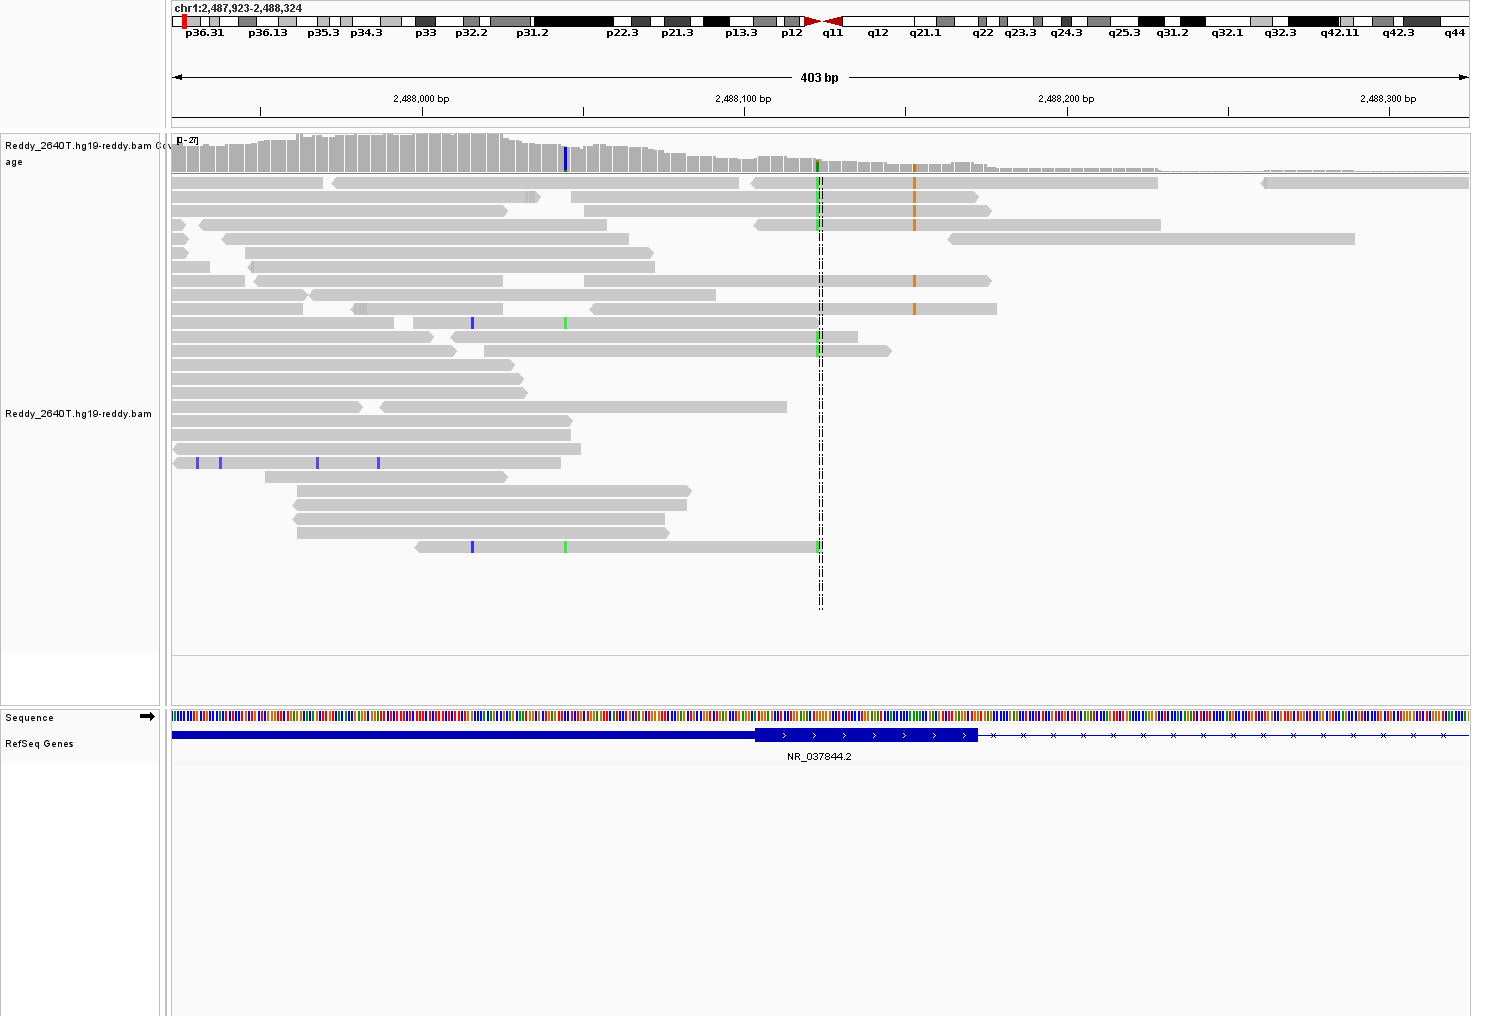 chr1:2,487,923-2,488,324
p36.31 p36.13 p35.3 p34.3 p33 p32.2 p31.2 p22.3 p21.3 p13.3 p12 q11 q12 q21.1 q22 q23.3 q24.3 q25.3 q31.2 q32.1 q32.3 q42.11 q42.3 q44
403 bp
2,488,000 bp 2,488,100 bp 2,488,200 bp 2,488,300 bp
[0 - 27]
Reddy_2640T.hg19-reddy.bam Cov
age
Reddy_2640T.hg19-reddy.bam
Sequence
RefSeq Genes
NR_037844.2